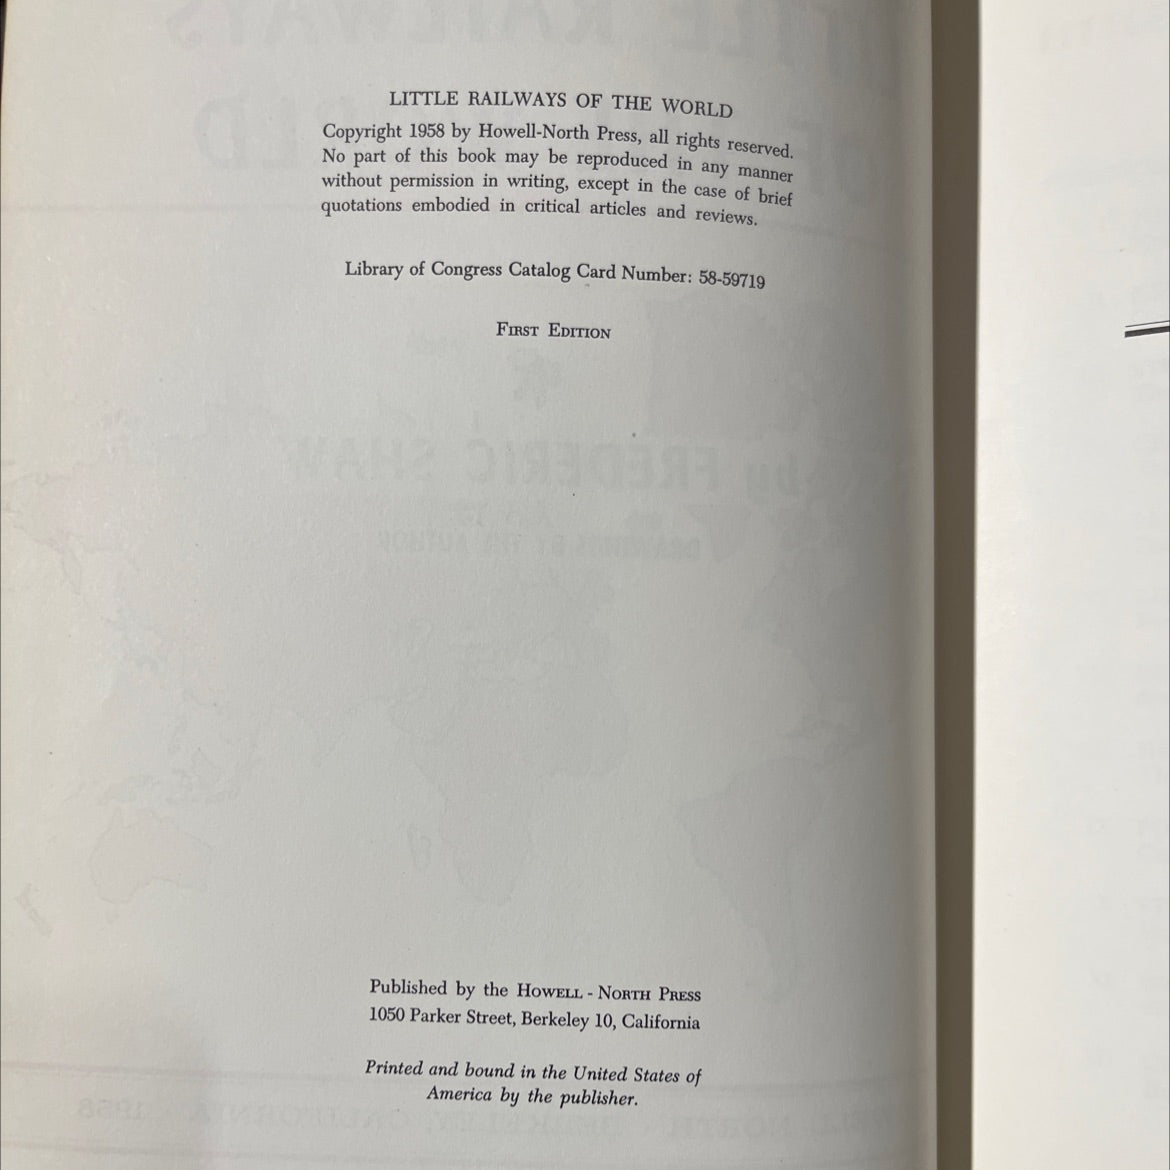 LITTLE RAILWAYS OF THE WORLD
Copyright 1958 by Howell-North Press, all rights reserved.
No part of this book may be reproduced in any manner
without permission in writing, except in the case of brief
quotations embodied in critical articles and reviews.
Library of Congress Catalog Card Number: 58-59719
FIRST EDITION
Published by the HOWELL - NORTH PRESS
1050 Parker Street, Berkeley 10, California
Printed and bound in the United States of
America by the publisher.